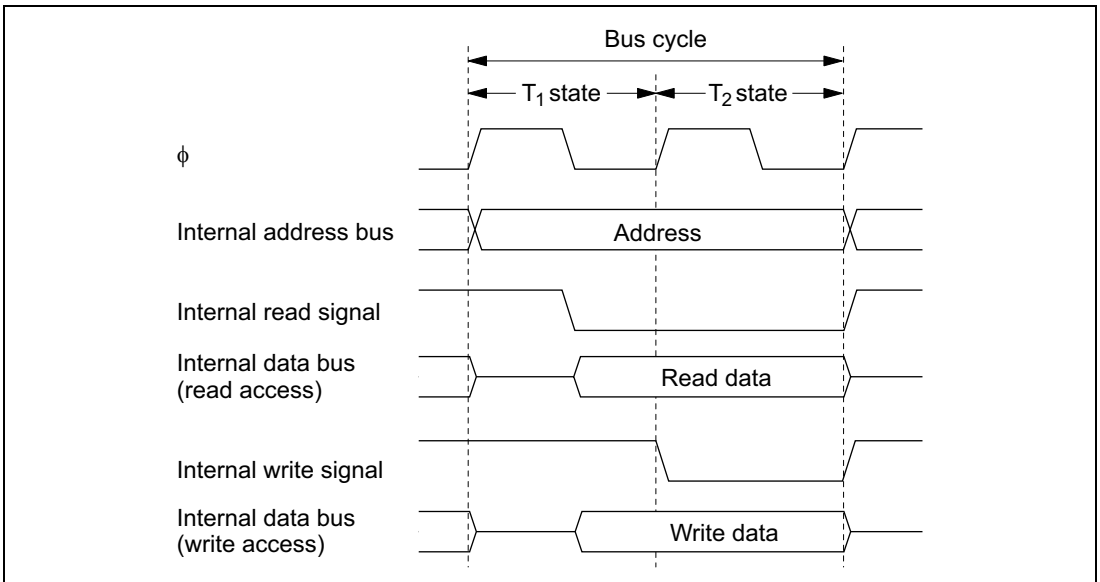 Bus cycle
T1 state
T2 state
ϕ
Internal address bus
Address
Internal read signal
Internal data bus
(read access)
Read data
Internal write signal
Internal data bus
(write access)
Write data